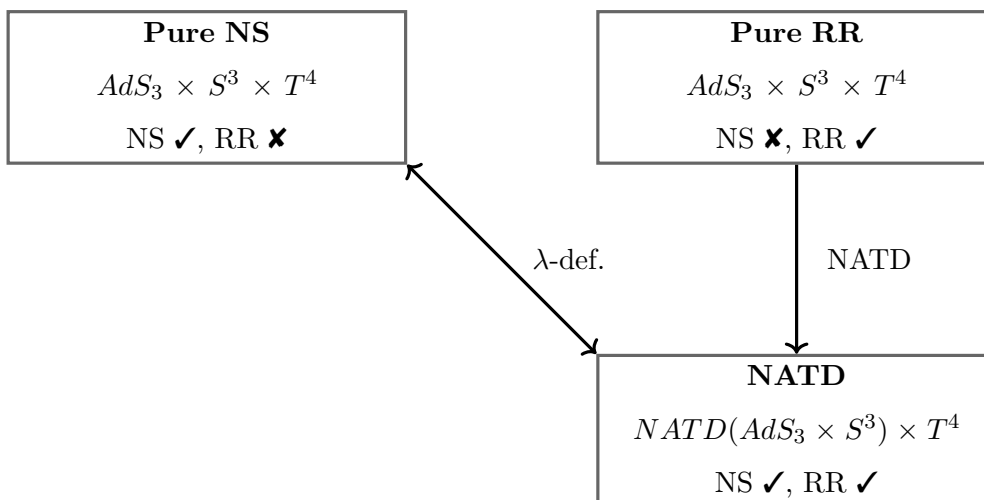 Pure NS
AdS₃ × S³ × T⁴
NS ✓, RR ✘
Pure RR
AdS₃ × S³ × T⁴
NS ✘, RR ✓
λ-def.
NATD
NATD
NATD(AdS₃ × S³) × T⁴
NS ✓, RR ✓